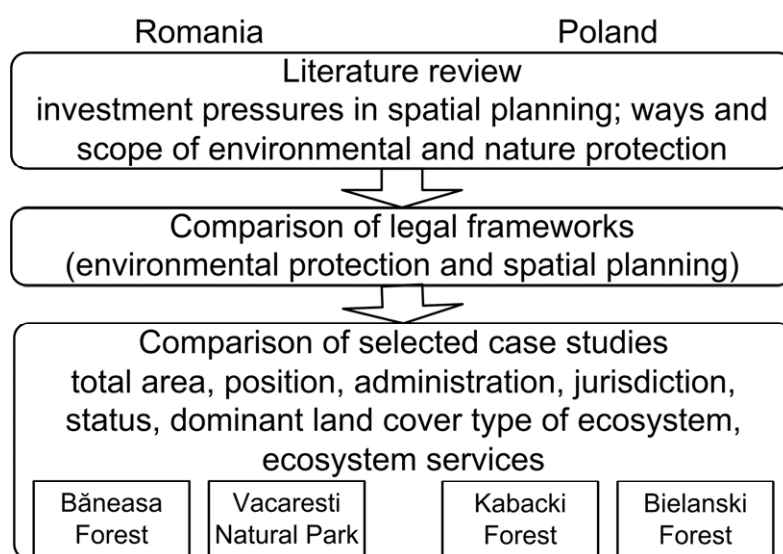 Romania Poland
Literature review
investment pressures in spatial planning; ways and
scope of environmental and nature protection
Comparison of legal frameworks
(environmental protection and spatial planning)
Comparison of selected case studies
total area, position, administration, jurisdiction,
status, dominant land cover type of ecosystem,
ecosystem services
Băneasa
Forest
Vacaresti
Natural Park
Kabacki
Forest
Bielanski
Forest